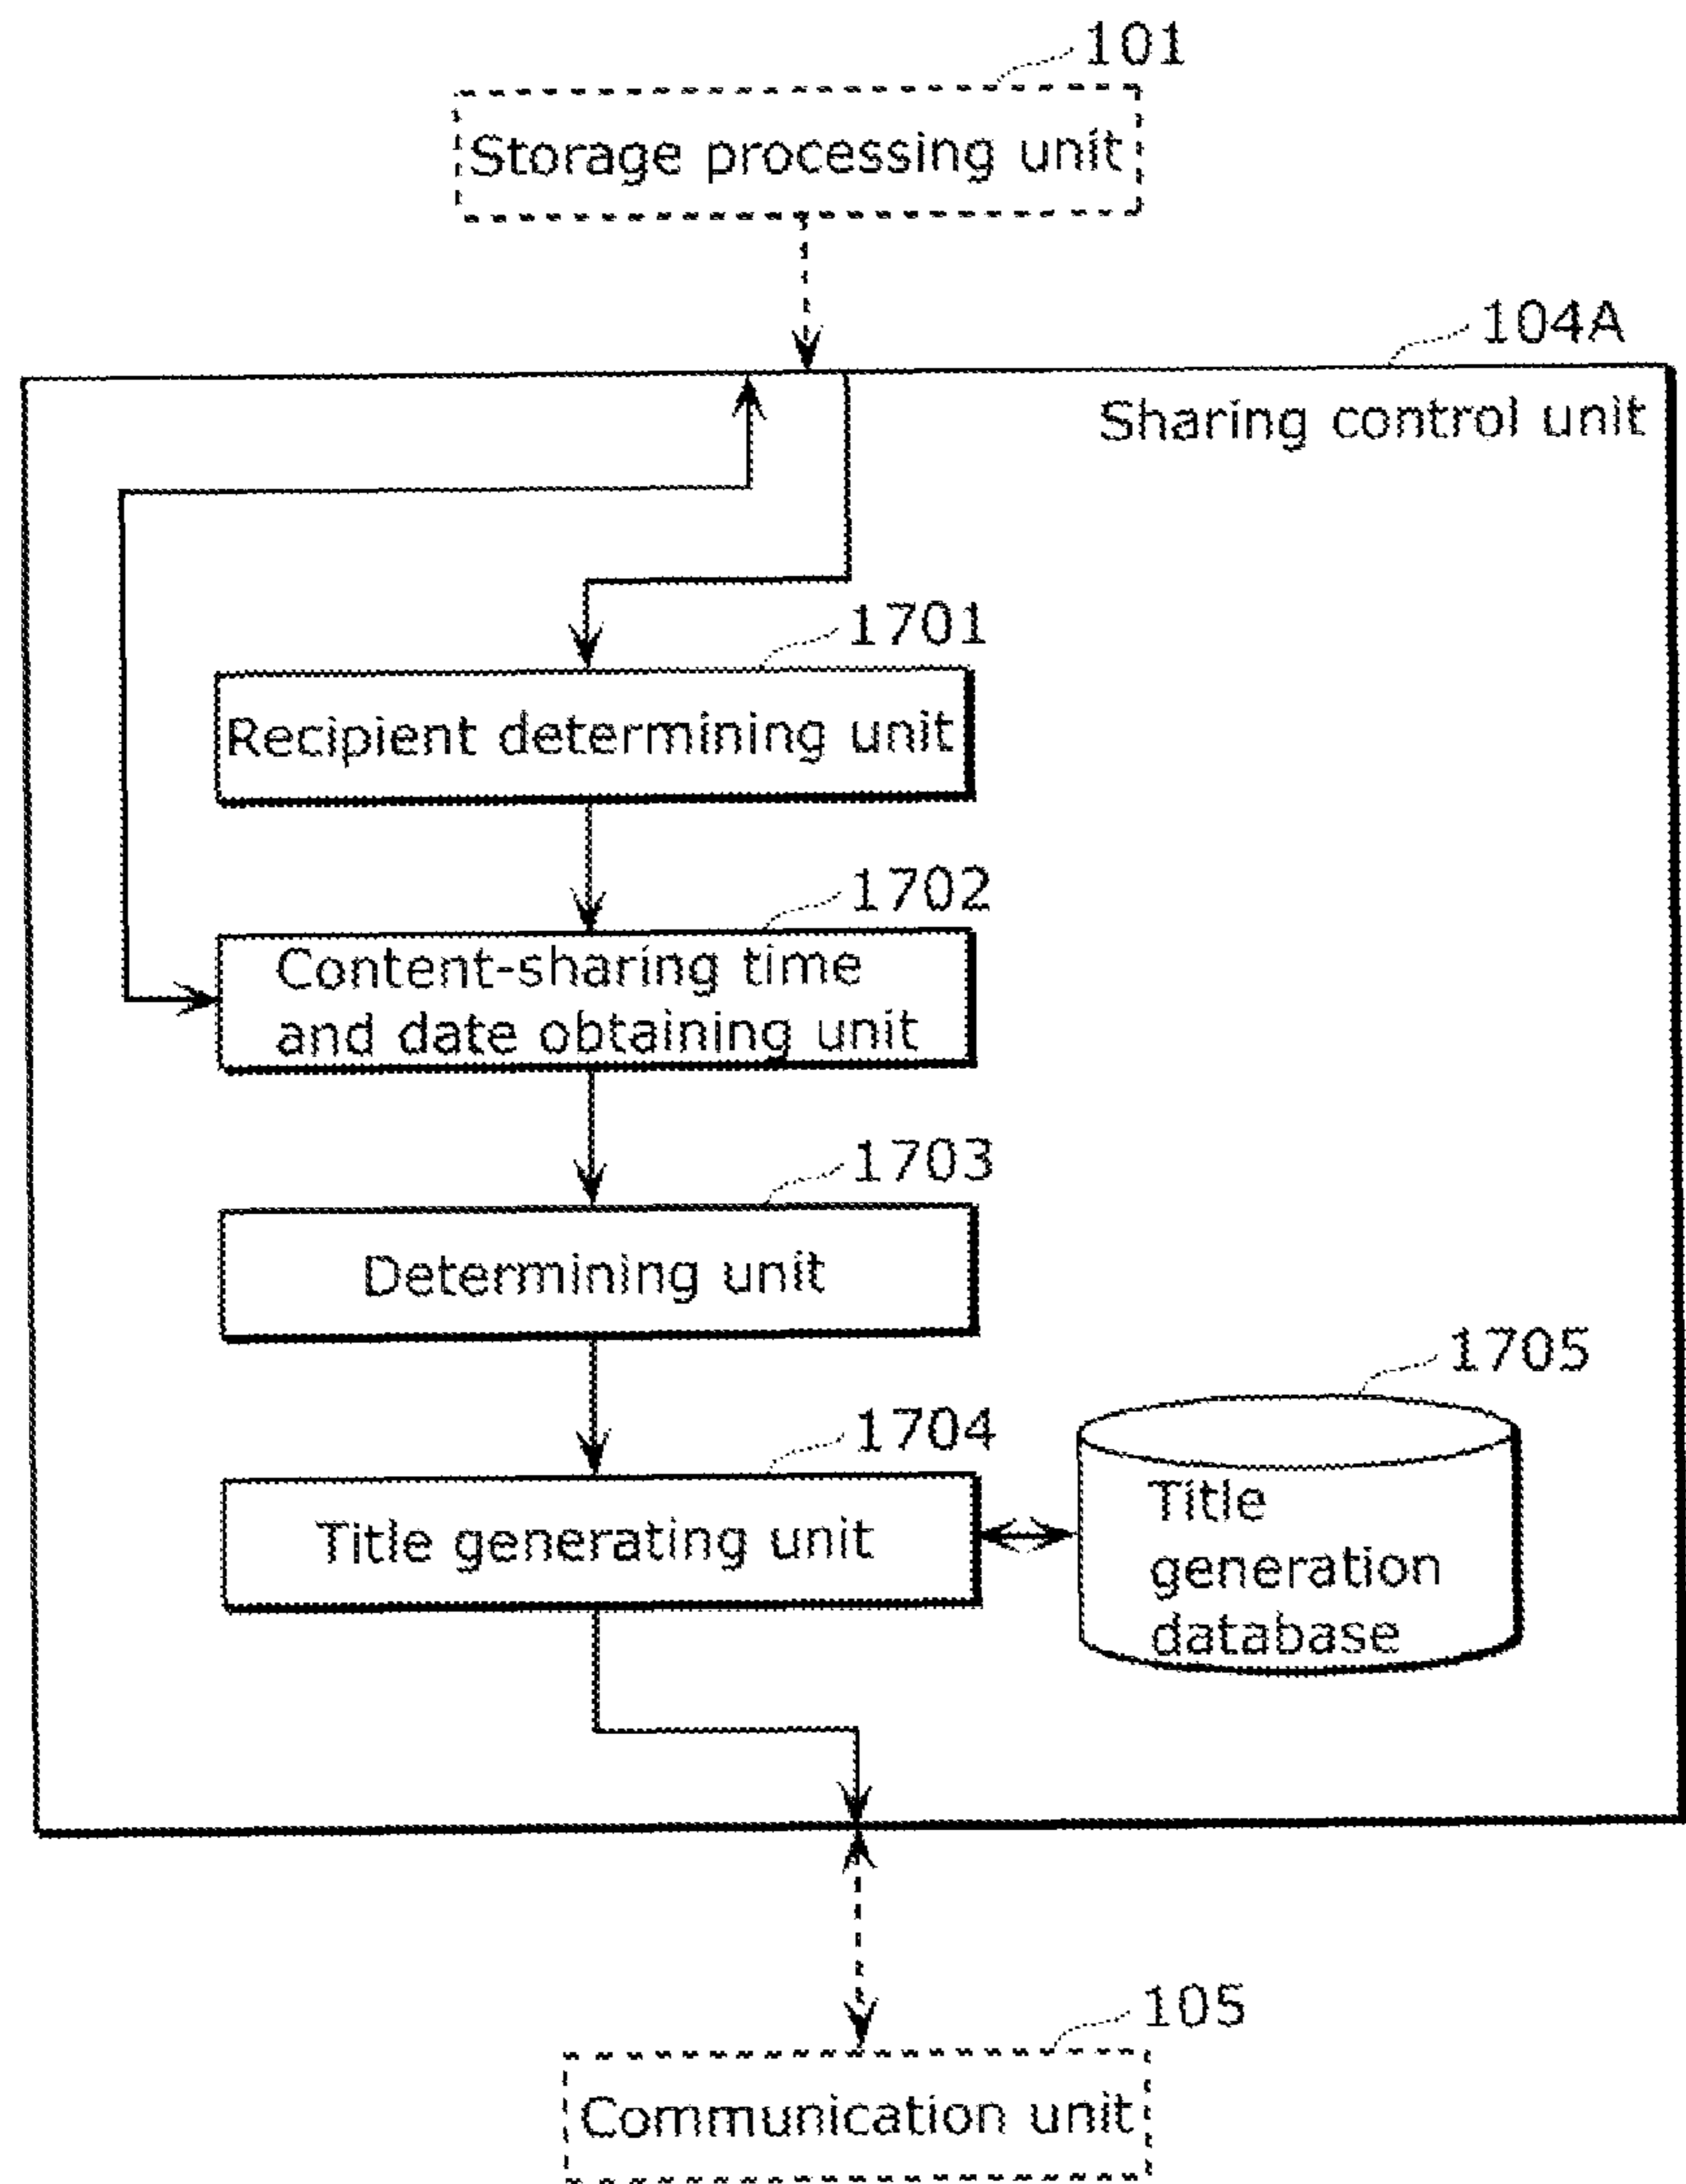 101
Storage processing unit
104A
Sharing control unit
1701
Recipient determining unit
1702
Content-sharing time
and date obtaining unit
1703
Determining unit
1705
1704
Title generating unit
Title
generation
database
105
Communication unit